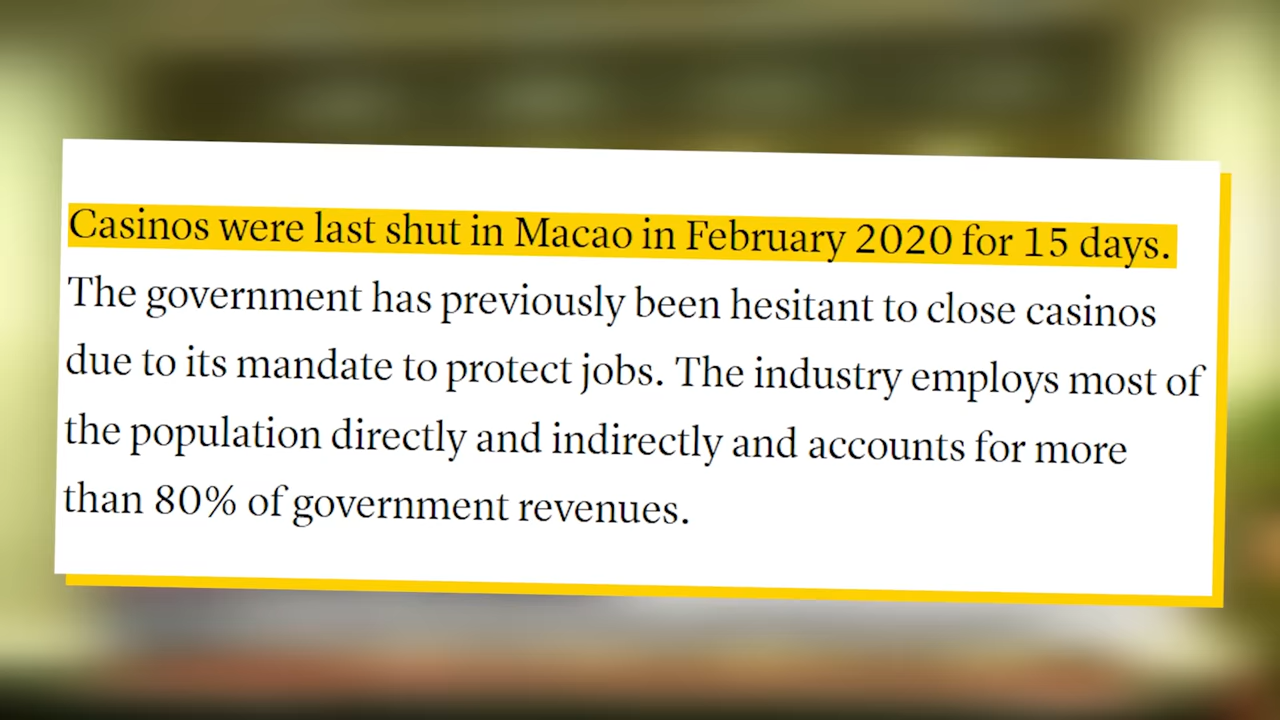 Casinos were last shut in Macao in February 2020 for 15 days.
The government has previously been hesitant to close casinos
due to its mandate to protect jobs. The industry employs most of
the population directly and indirectly and accounts for more
than 80% of government revenues.